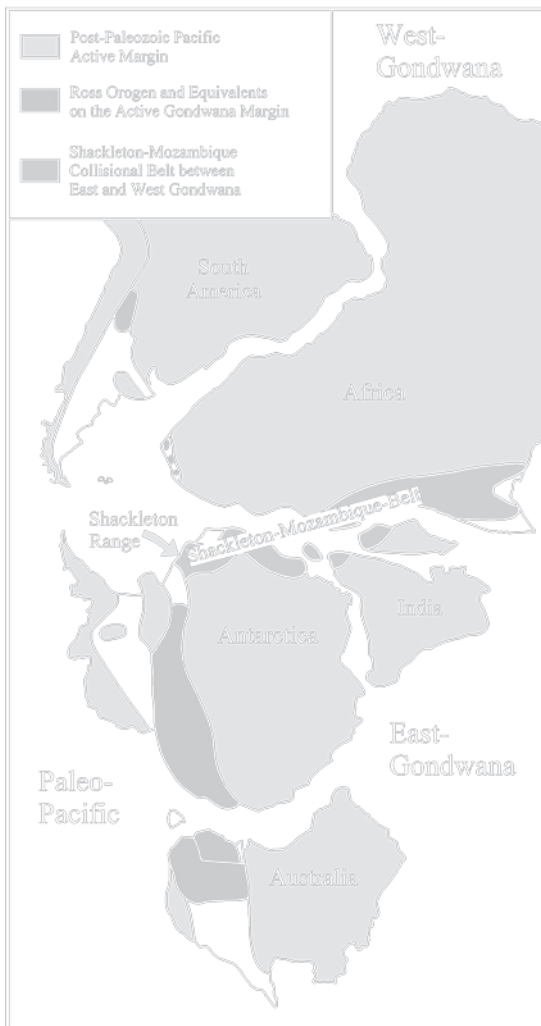 Post-Paleozoic Pacific
Active Margin
Ross Orogen and Equivalents
on the Active Gondwana Margin
Shackleton-Mozambique
Collisional Belt between
East and West Gondwana
West-
Gondwana
South
America
Africa
Shackleton-Mozambique-Belt
Shackleton
Range
India
Antarctica
East-
Gondwana
Paleo-
Pacific
Australia